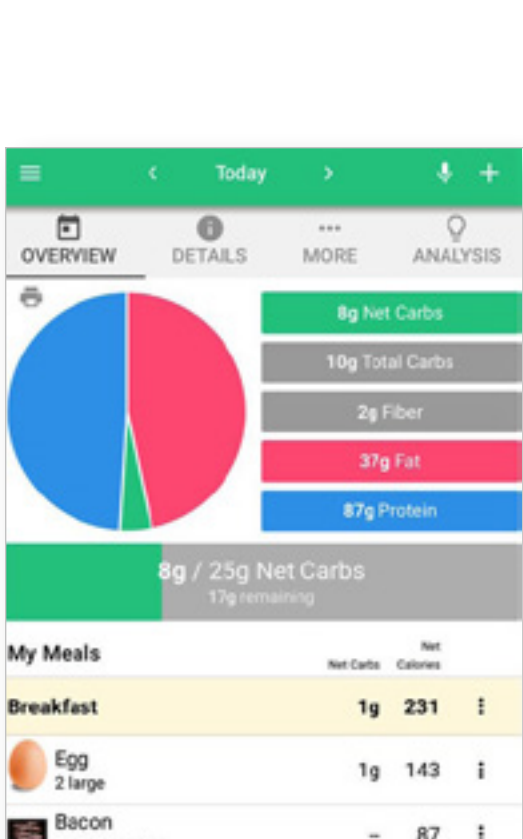 Today
OVERVIEW DETAILS MORE ANALYSIS
8g Net Carbs
10g Total Carbs
2g Fiber
37g Fat
87g Protein
8g / 25g Net Carbs
17g remaining
My Meals Net Carbs Net Calories
Breakfast 1g 231
Egg
2 large
1g 143
Bacon
– 87